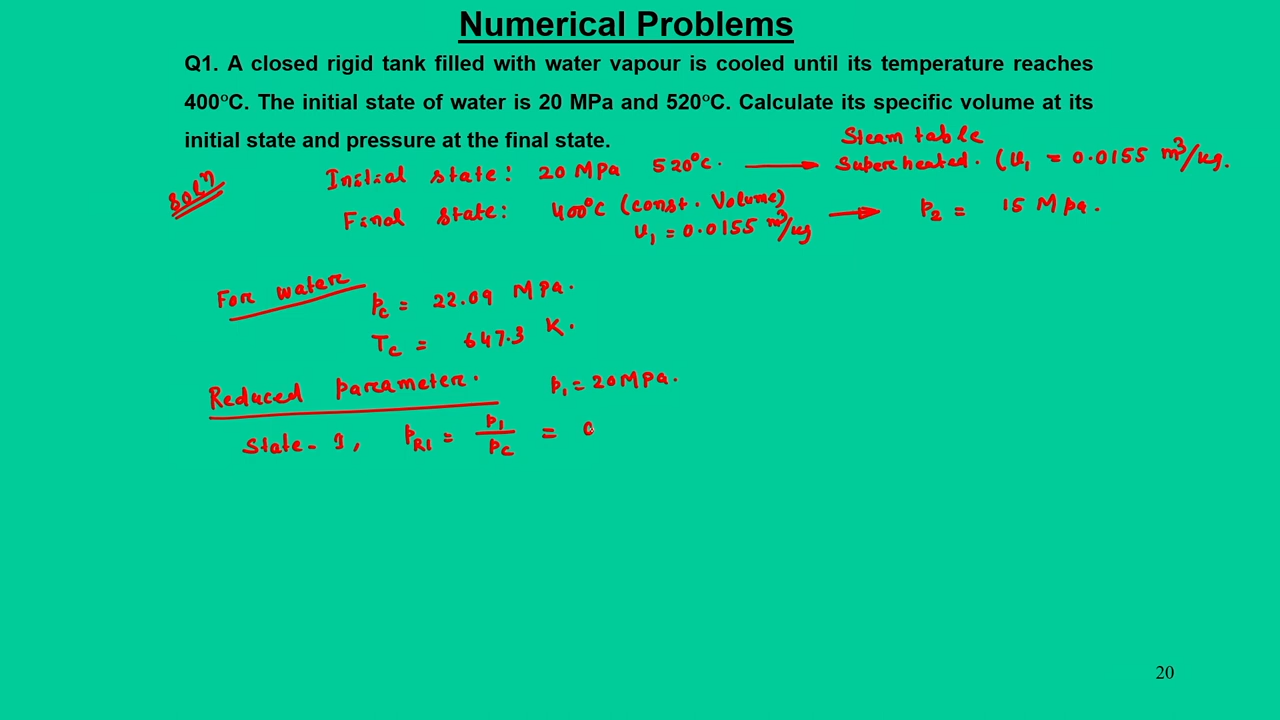 Numerical Problems
Q1. A closed rigid tank filled with water vapour is cooled until its temperature reaches
400°C. The initial state of water is 20 MPa and 520°C. Calculate its specific volume at its
initial state and pressure at the final state.
Soln
Initial state: 20 MPa 520°C. → Steam table
Superheated. (v₁ = 0.0155 m³/kg.
Final state: 400°C (const. Volume)
v₁ = 0.0155 m³/kg → p₂ = 15 Mpa.
For water
p_c = 22.09 MPa.
T_c = 647.3 K.
Reduced parameter. p₁ = 20MPa.
State-1, p_R1 = p₁/p_c = 0
20